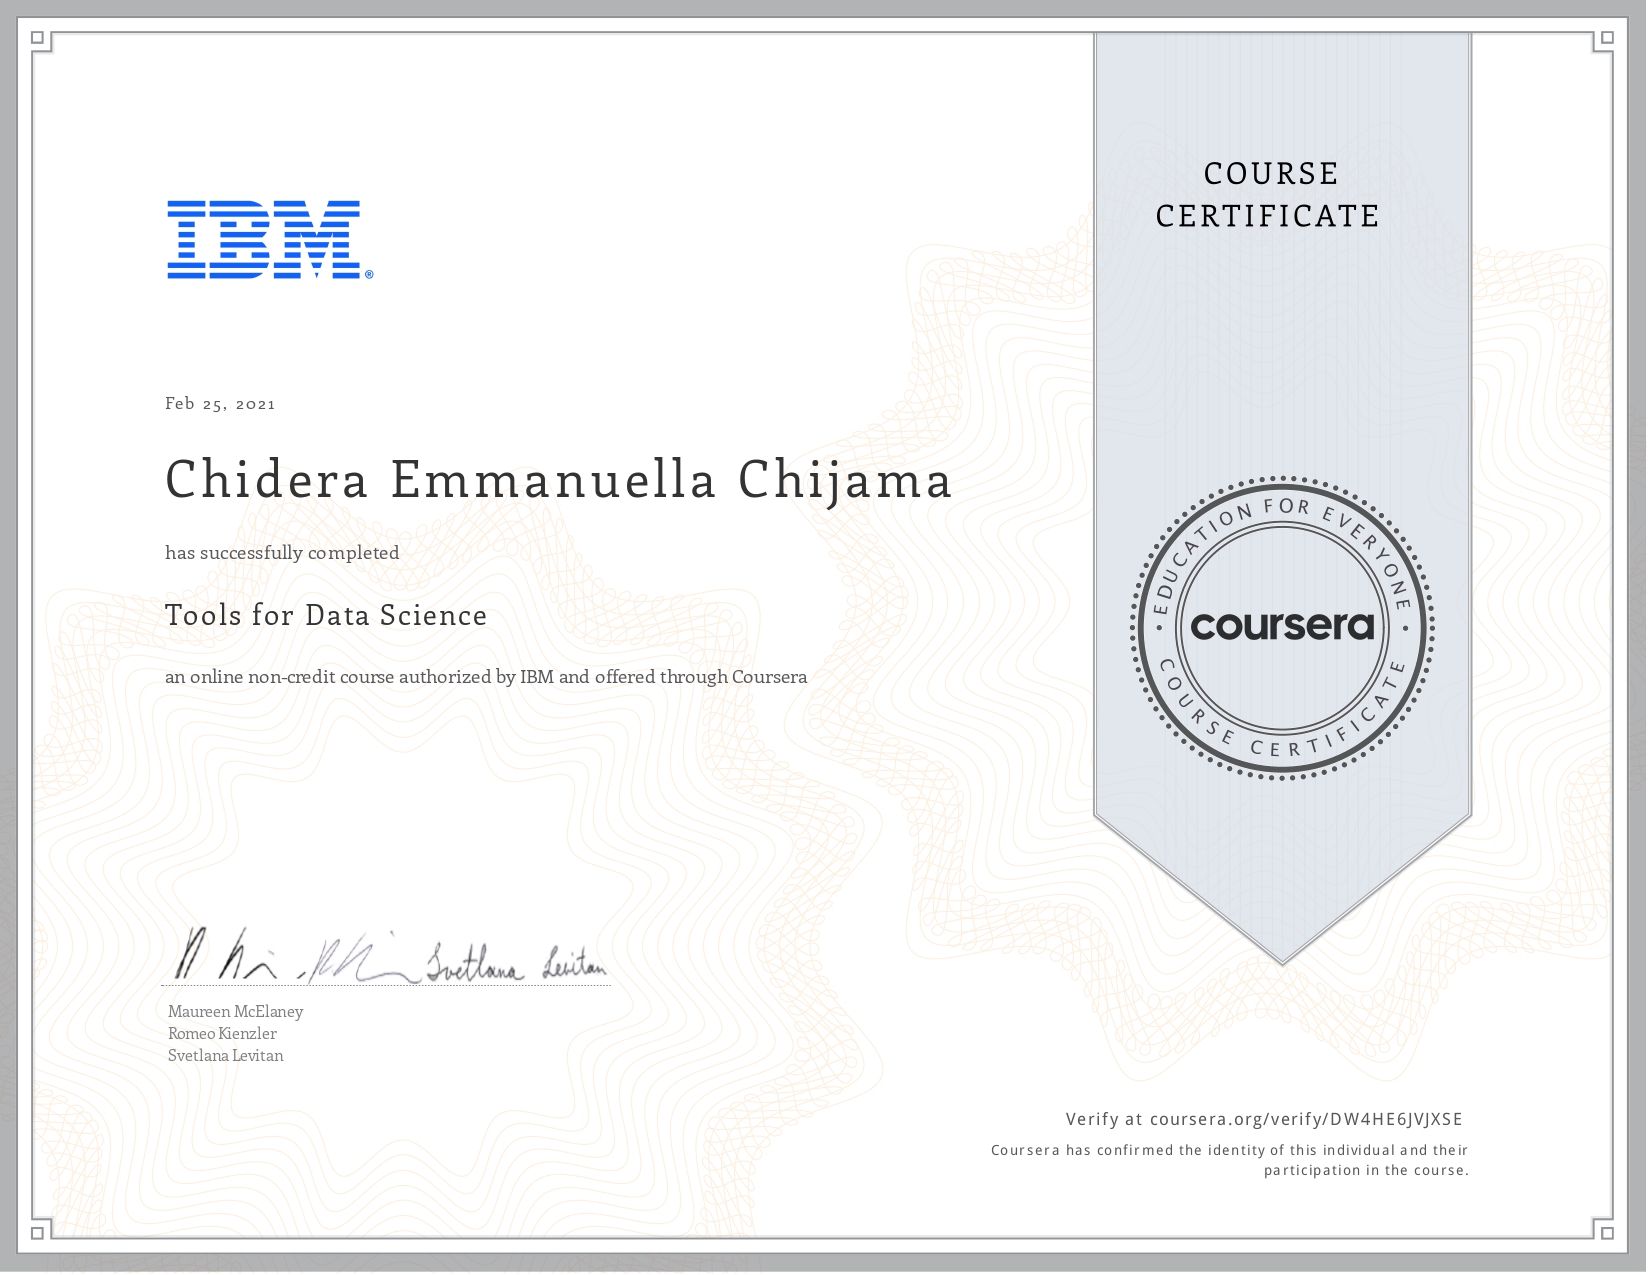 IBM®
COURSE
CERTIFICATE
Feb 25, 2021
Chidera Emmanuella Chijama
has successfully completed
Tools for Data Science
an online non-credit course authorized by IBM and offered through Coursera
EDUCATION FOR EVERYONE
coursera
COURSE CERTIFICATE
Svetlana Levitan
Maureen McElaney
Romeo Kienzler
Svetlana Levitan
Verify at coursera.org/verify/DW4HE6JVJXSE
Coursera has confirmed the identity of this individual and their
participation in the course.